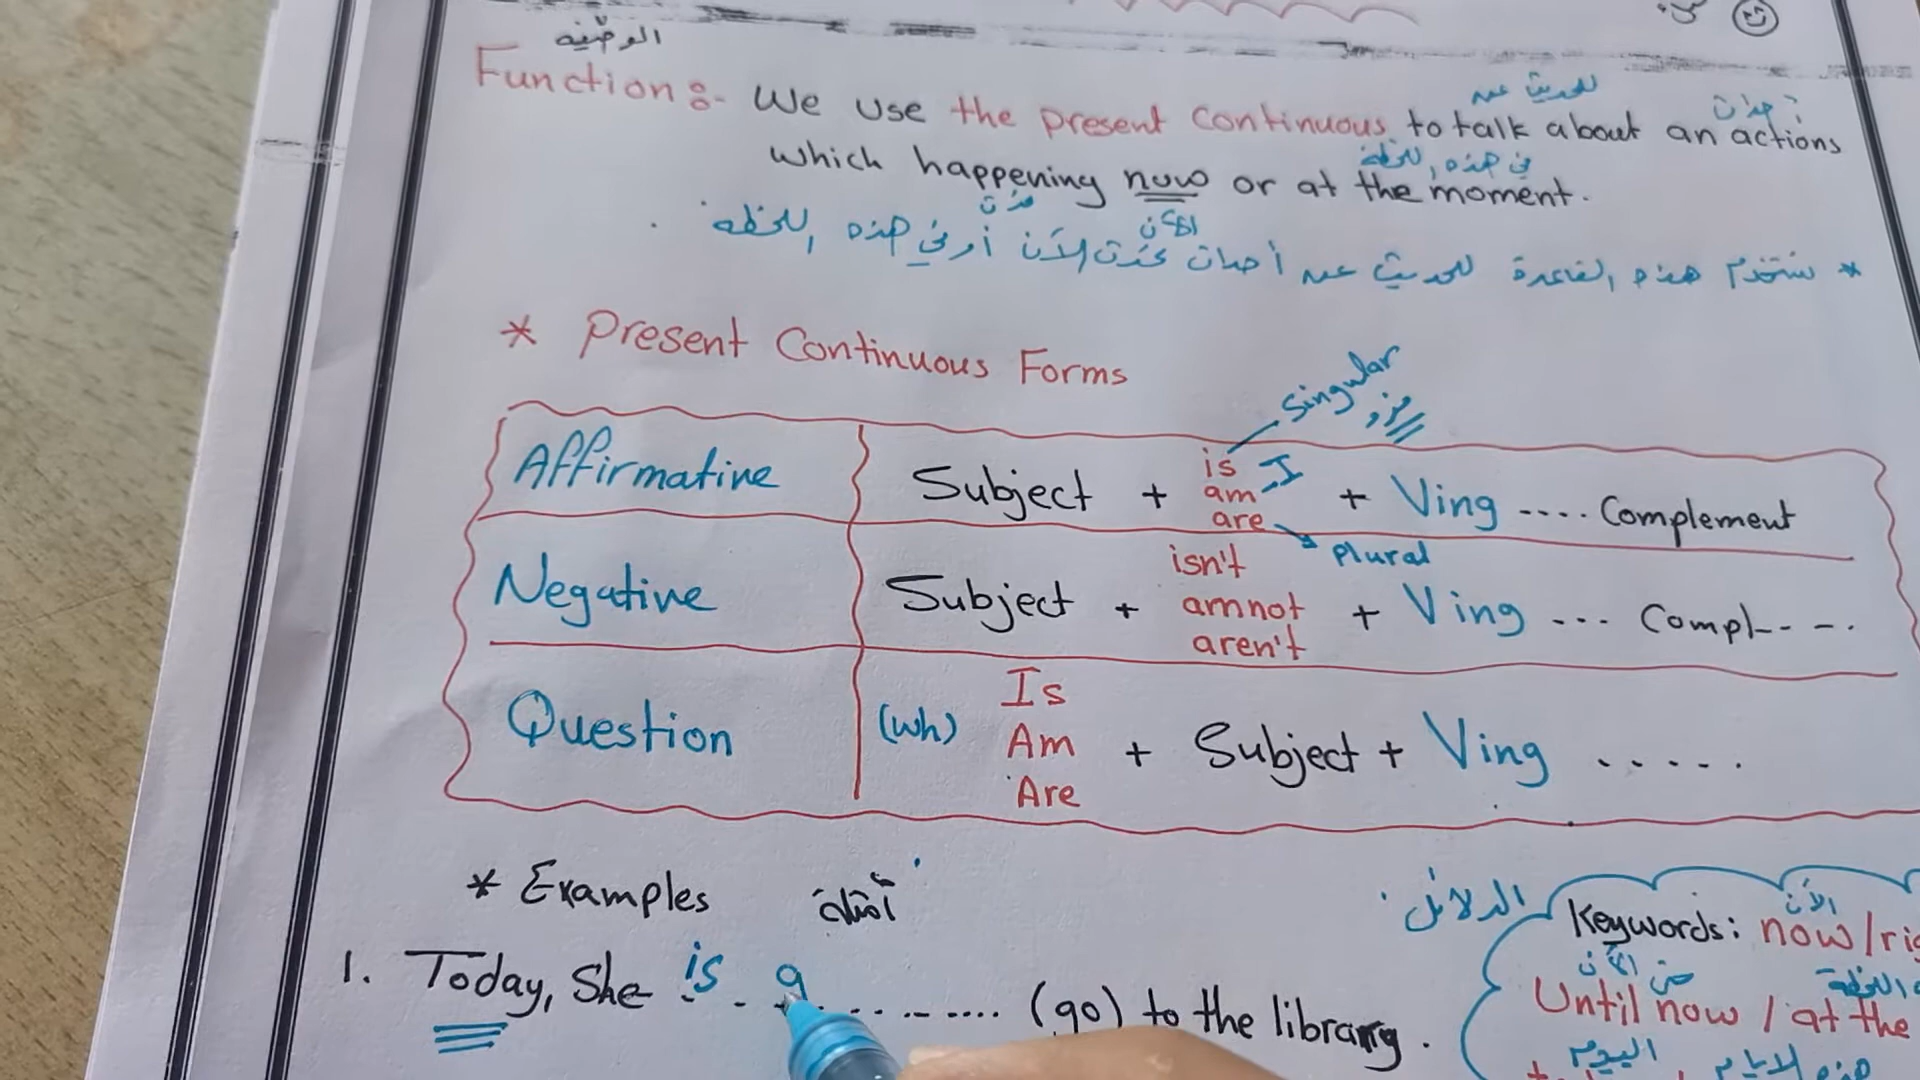 الوظيفة
Function:- We use the present continuous to talk about an actions
للحديث عن
which happening now or at the moment.
في هذه اللحظة
الآن
* نستخدم هذه القاعدة للحديث عن أحداث تحدث الآن أو في هذه اللحظة.
* Present Continuous Forms
Singular
Affirmative Subject + is am I are + Ving .... Complement
plural
Negative Subject + isn't amnot aren't + Ving ... Compl-- -.
Question (wh) Is Am Are + Subject + Ving .....
* Examples أمثلة
الدلائل
الآن
Keywords: now/rig
1. Today, She is g (go) to the library.
حتى الآن
Until now / at the
اليوم
هذه الايام